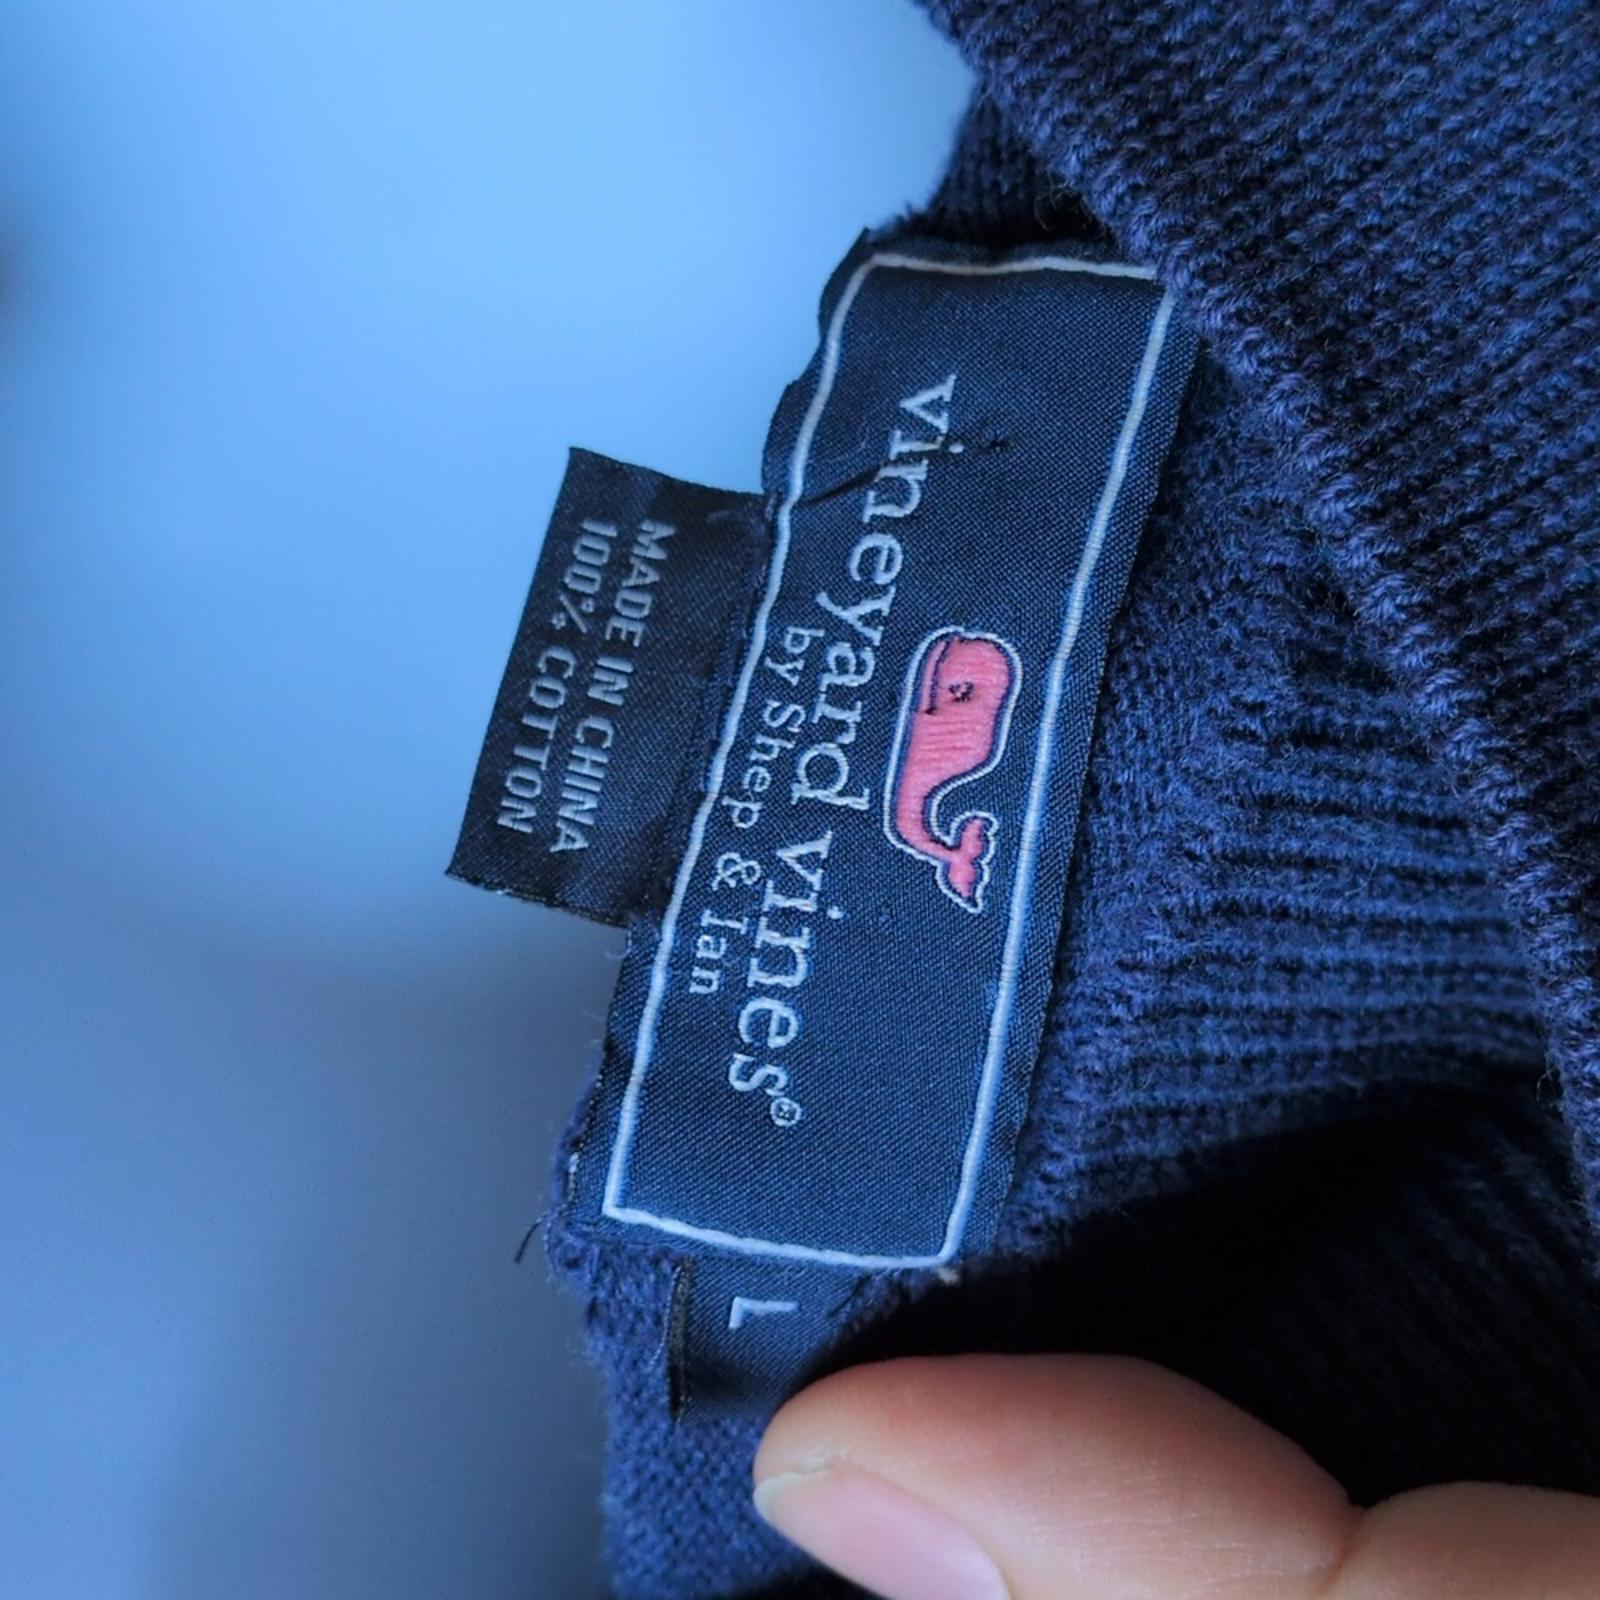 vineyard vines®
by Shep & Ian
MADE IN CHINA
100% COTTON
L